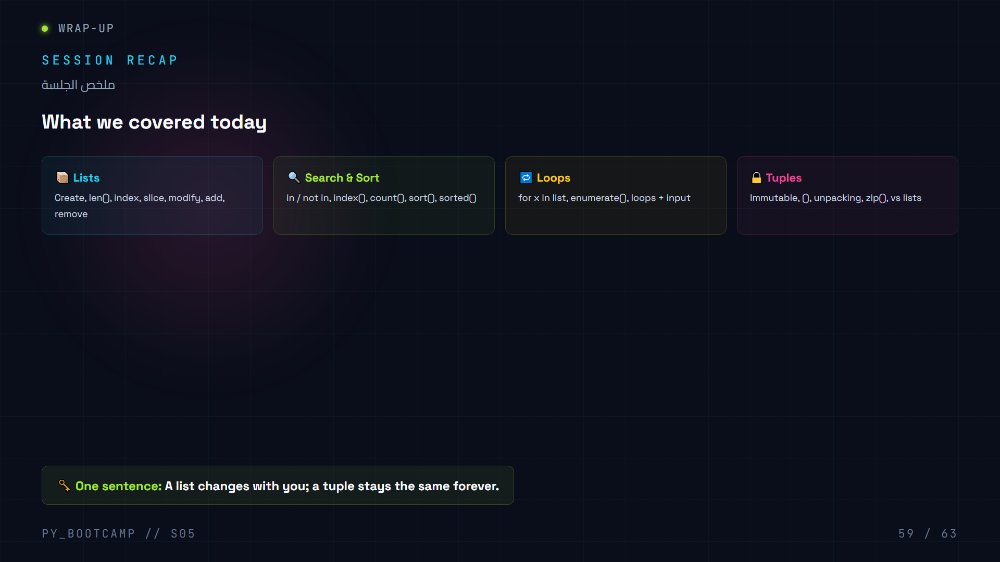 WRAP-UP
SESSION RECAP
ملخص الجلسة
What we covered today
📦 Lists
Create, len(), index, slice, modify, add,
remove
🔍 Search & Sort
in / not in, index(), count(), sort(), sorted()
🔁 Loops
for x in list, enumerate(), loops + input
🔒 Tuples
Immutable, (), unpacking, zip(), vs lists
🔑 One sentence: A list changes with you; a tuple stays the same forever.
PY_BOOTCAMP // S05
59 / 63